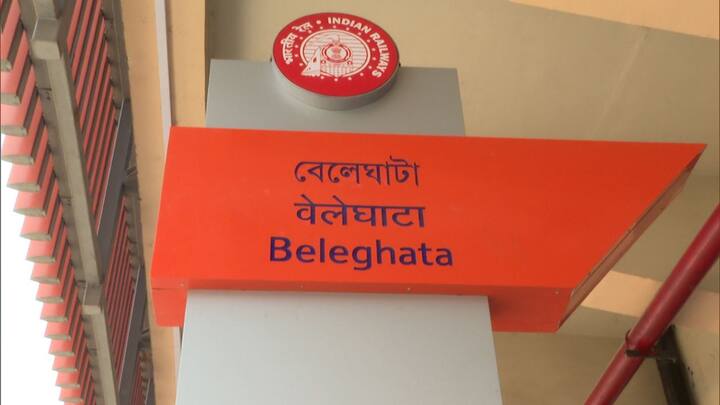 भारतीय रेल • INDIAN RAILWAYS
বেলেঘাটা
वेलेघाटा
Beleghata